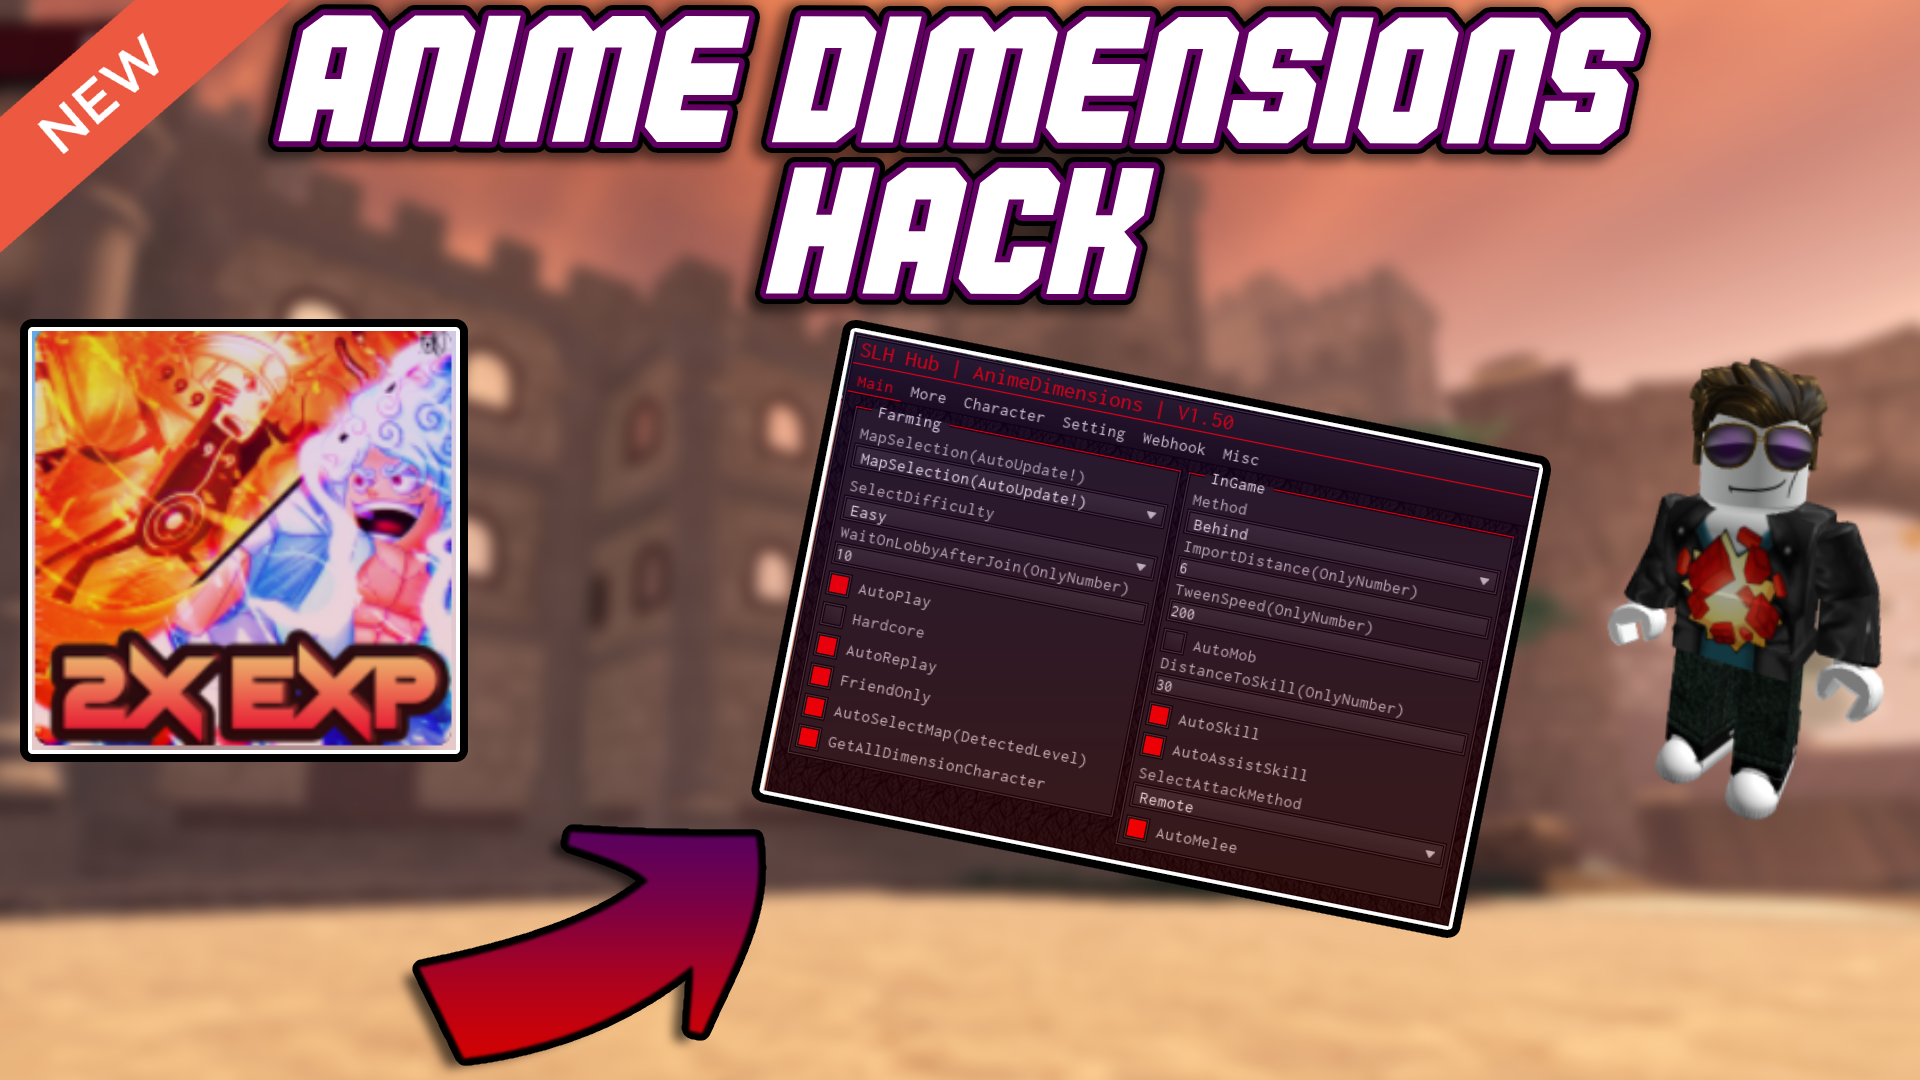 NEW
ANIME DIMENSIONS
HACK
2X EXP
SLH Hub | AnimeDimensions | V1.50
Main More Character Setting Webhook Misc
Farming
MapSelection(AutoUpdate!)
MapSelection(AutoUpdate!)
SelectDifficulty
Easy
WaitOnLobbyAfterJoin(OnlyNumber)
10
AutoPlay
Hardcore
AutoReplay
FriendOnly
AutoSelectMap(DetectedLevel)
GetAllDimensionCharacter
InGame
Method
Behind
ImportDistance(OnlyNumber)
6
TweenSpeed(OnlyNumber)
200
AutoMob
DistanceToSkill(OnlyNumber)
30
AutoSkill
AutoAssistSkill
SelectAttackMethod
Remote
AutoMelee